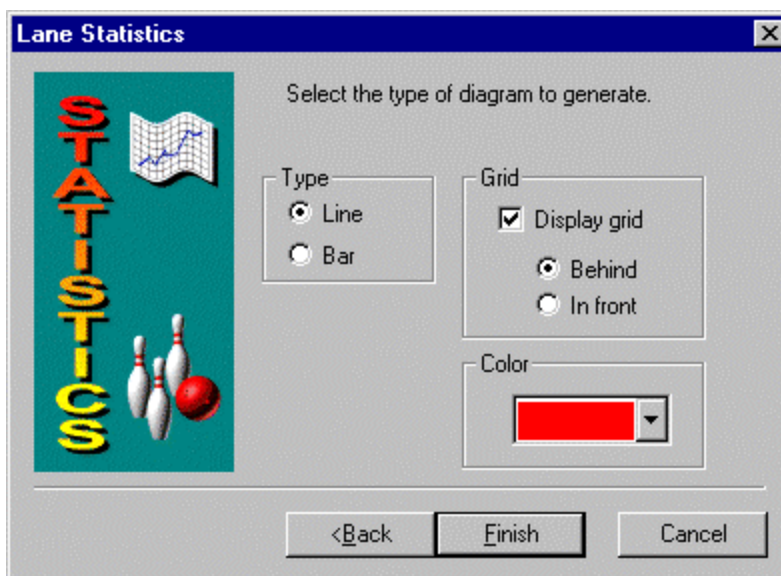 Lane Statistics
STATISTICS
Select the type of diagram to generate.
Type
Line
Bar
Grid
Display grid
Behind
In front
Color
<Back
Finish
Cancel